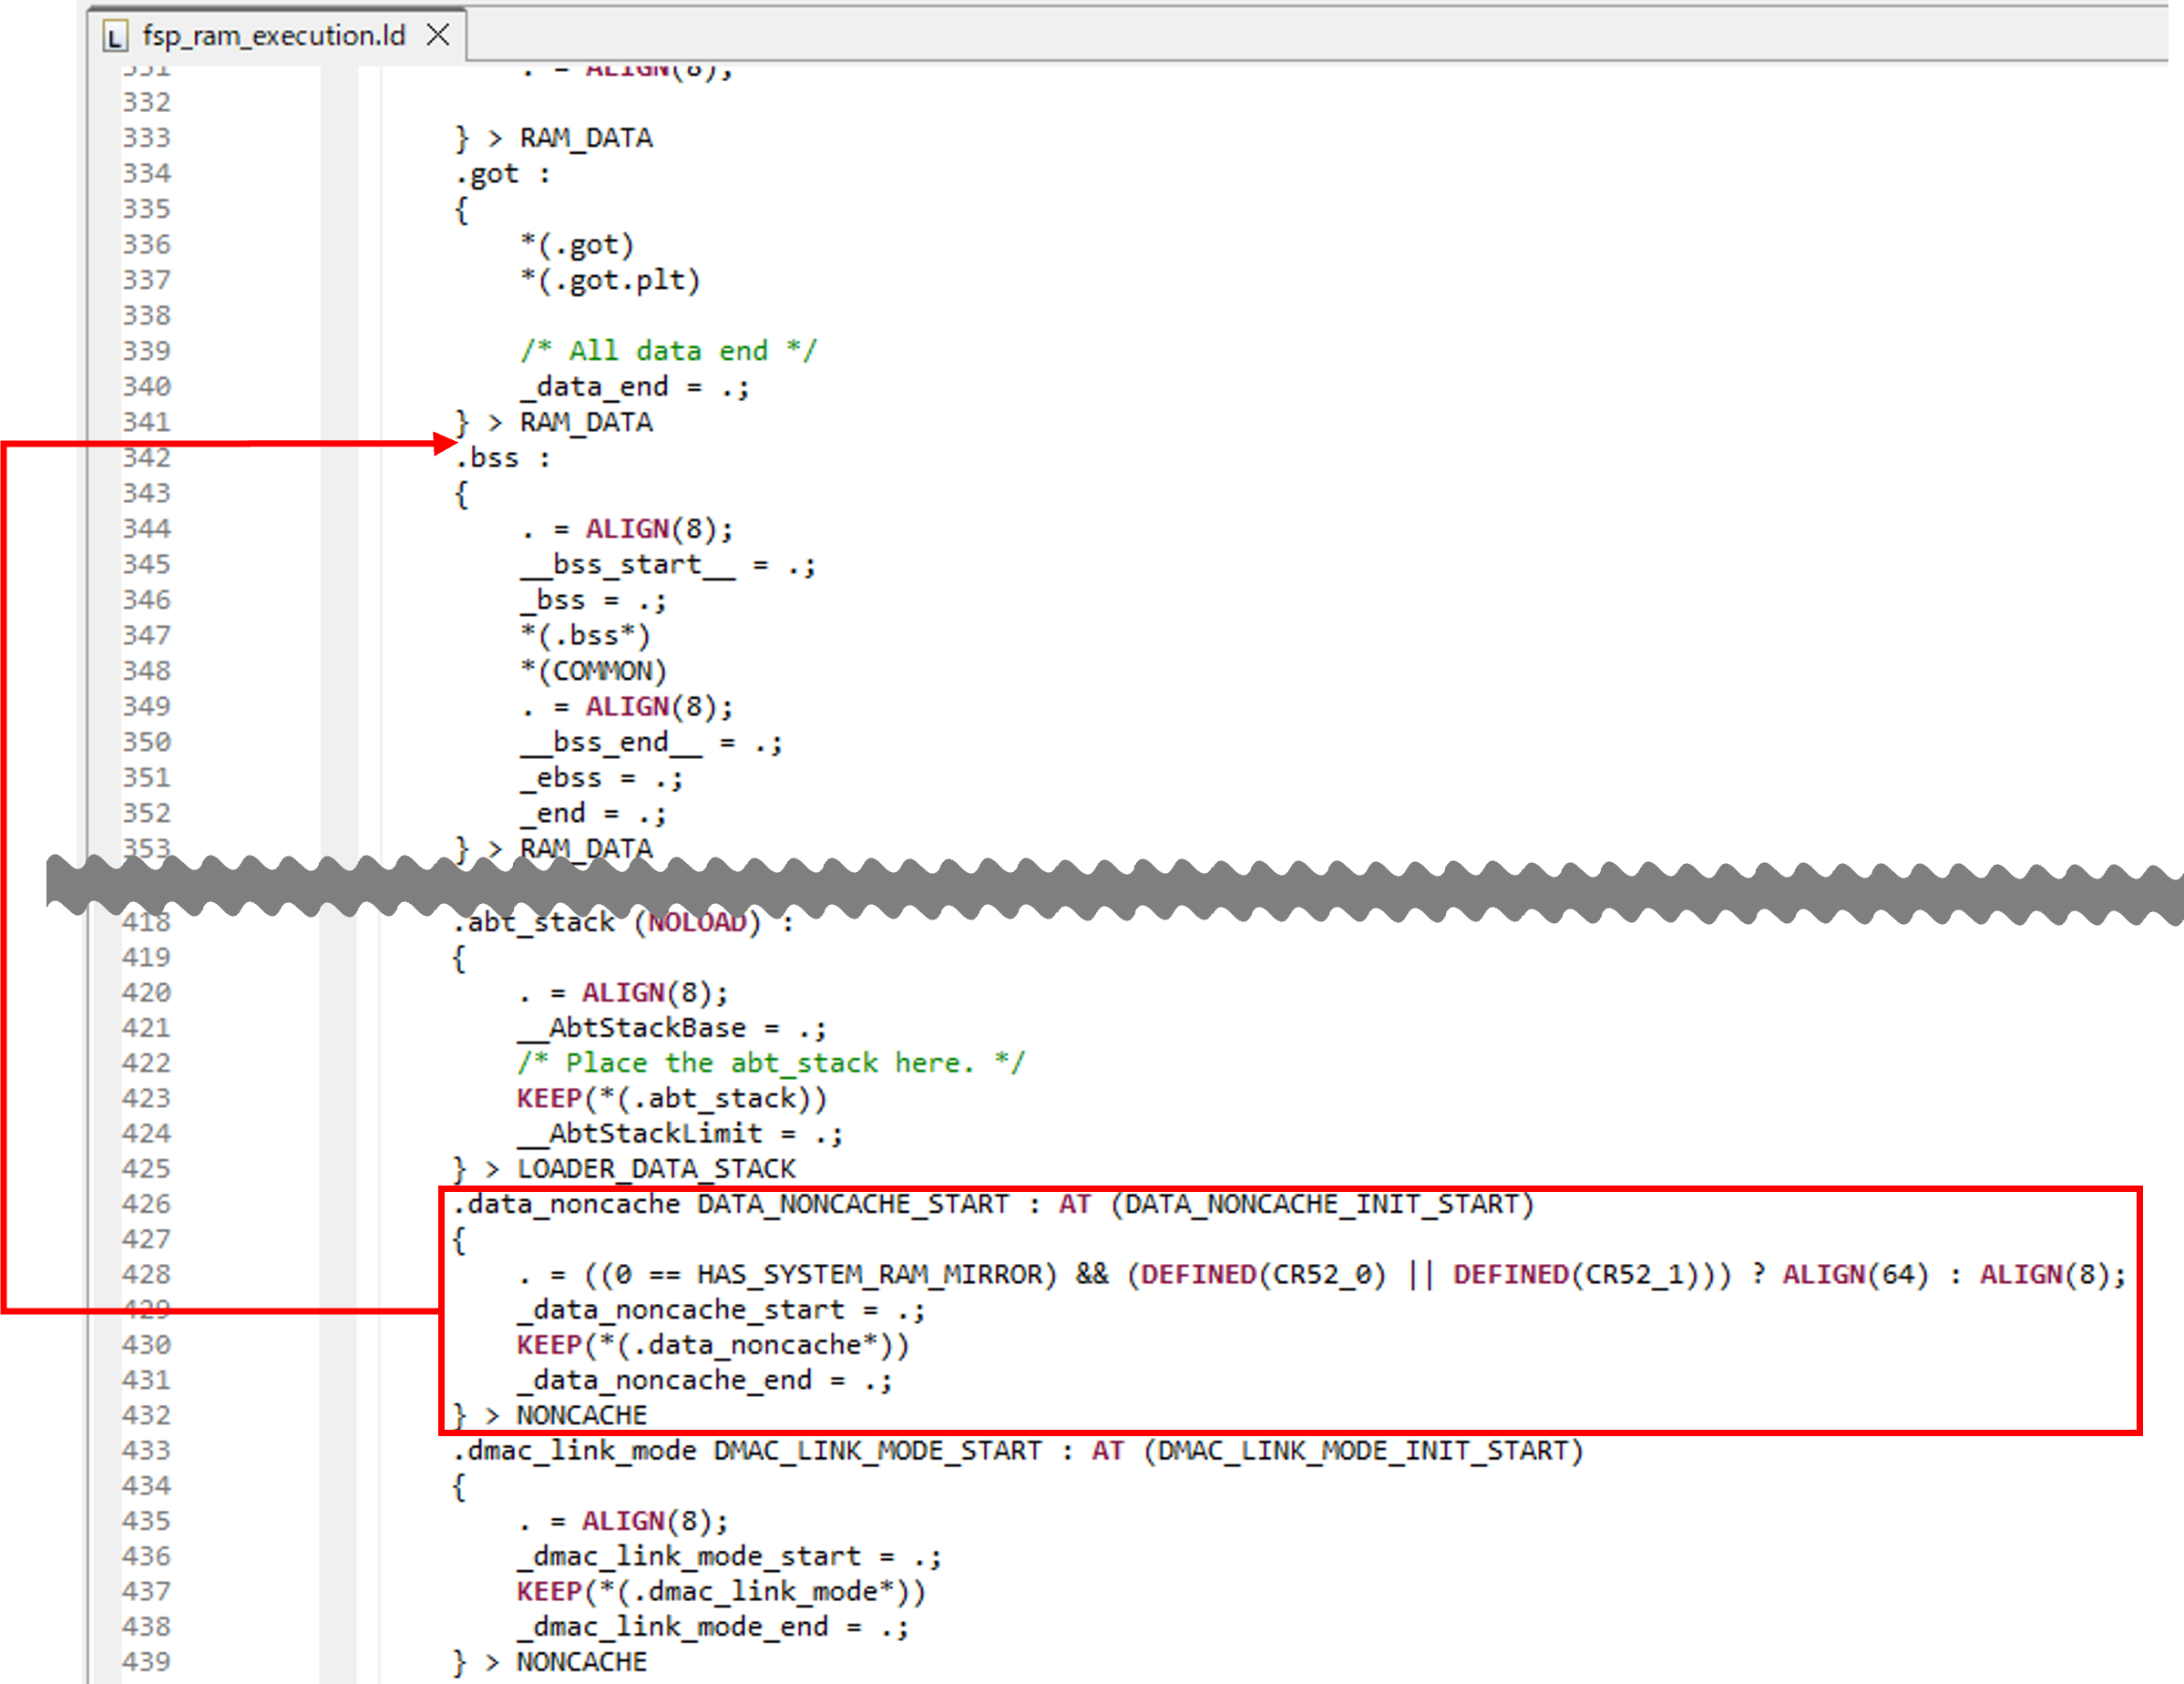 fsp_ram_execution.ld
331 . = ALIGN(8);
332
333 } > RAM_DATA
334 .got :
335 {
336 *(.got)
337 *(.got.plt)
338
339 /* All data end */
340 _data_end = .;
341 } > RAM_DATA
342 .bss :
343 {
344 . = ALIGN(8);
345 __bss_start__ = .;
346 _bss = .;
347 *(.bss*)
348 *(COMMON)
349 . = ALIGN(8);
350 __bss_end__ = .;
351 _ebss = .;
352 _end = .;
353 } > RAM_DATA
418 .abt_stack (NOLOAD) :
419 {
420 . = ALIGN(8);
421 __AbtStackBase = .;
422 /* Place the abt_stack here. */
423 KEEP(*(.abt_stack))
424 __AbtStackLimit = .;
425 } > LOADER_DATA_STACK
426 .data_noncache DATA_NONCACHE_START : AT (DATA_NONCACHE_INIT_START)
427 {
428 . = ((0 == HAS_SYSTEM_RAM_MIRROR) && (DEFINED(CR52_0) || DEFINED(CR52_1))) ? ALIGN(64) : ALIGN(8);
429 _data_noncache_start = .;
430 KEEP(*(.data_noncache*))
431 _data_noncache_end = .;
432 } > NONCACHE
433 .dmac_link_mode DMAC_LINK_MODE_START : AT (DMAC_LINK_MODE_INIT_START)
434 {
435 . = ALIGN(8);
436 _dmac_link_mode_start = .;
437 KEEP(*(.dmac_link_mode*))
438 _dmac_link_mode_end = .;
439 } > NONCACHE